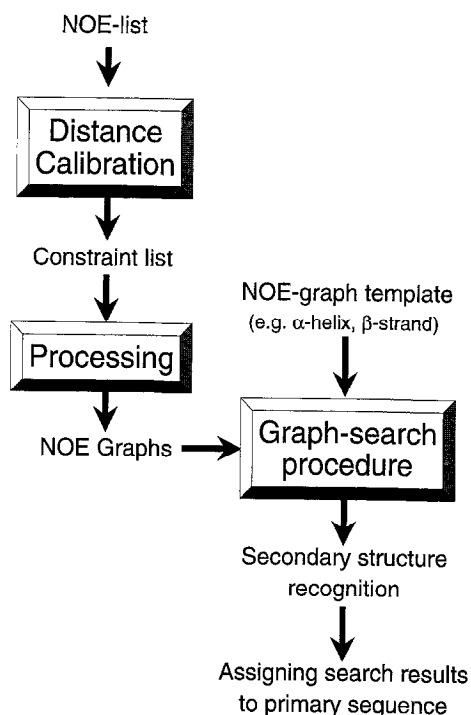 NOE-list
Distance
Calibration
Constraint list
Processing
NOE Graphs
NOE-graph template
(e.g. α-helix, β-strand)
Graph-search
procedure
Secondary structure
recognition
Assigning search results
to primary sequence